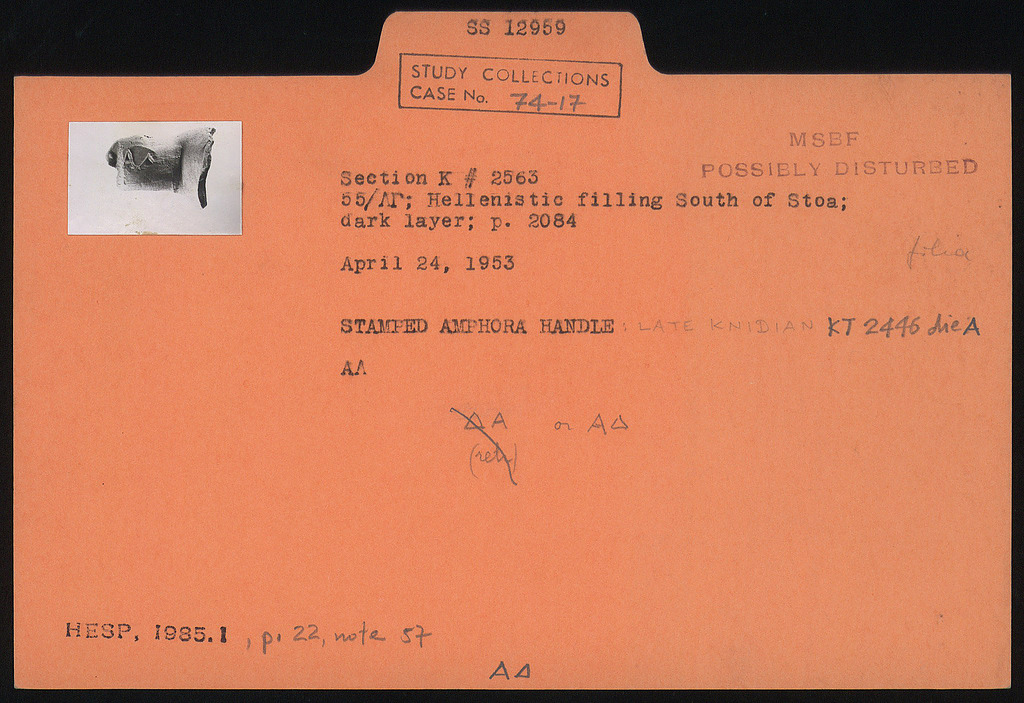 SS 12959
STUDY COLLECTIONS
CASE No. 74-17
MSBF
POSSIBLY DISTURBED
Section K # 2563
55/ΛΓ; Hellenistic filling South of Stoa;
dark layer; p. 2084
filia
April 24, 1953
STAMPED AMPHORA HANDLE : LATE KNIDIAN KT 2446 die A
ΑΛ
ΔΑ or ΑΔ
(retr)
HESP, 1985.1, p. 22, note 57
ΑΔ